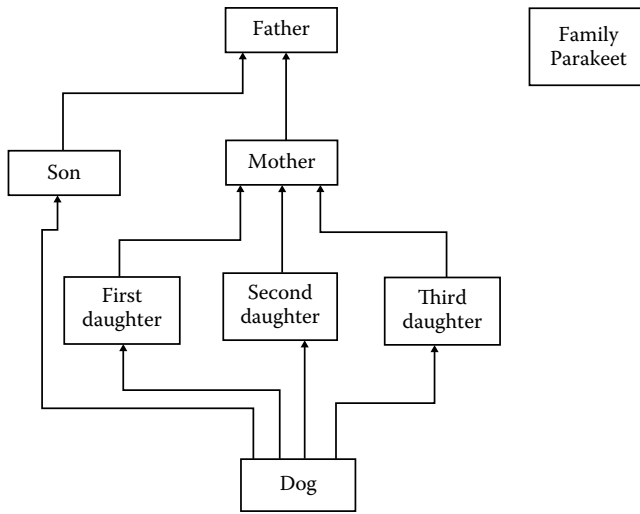 Father
Family
Parakeet
Son
Mother
First
daughter
Second
daughter
Third
daughter
Dog